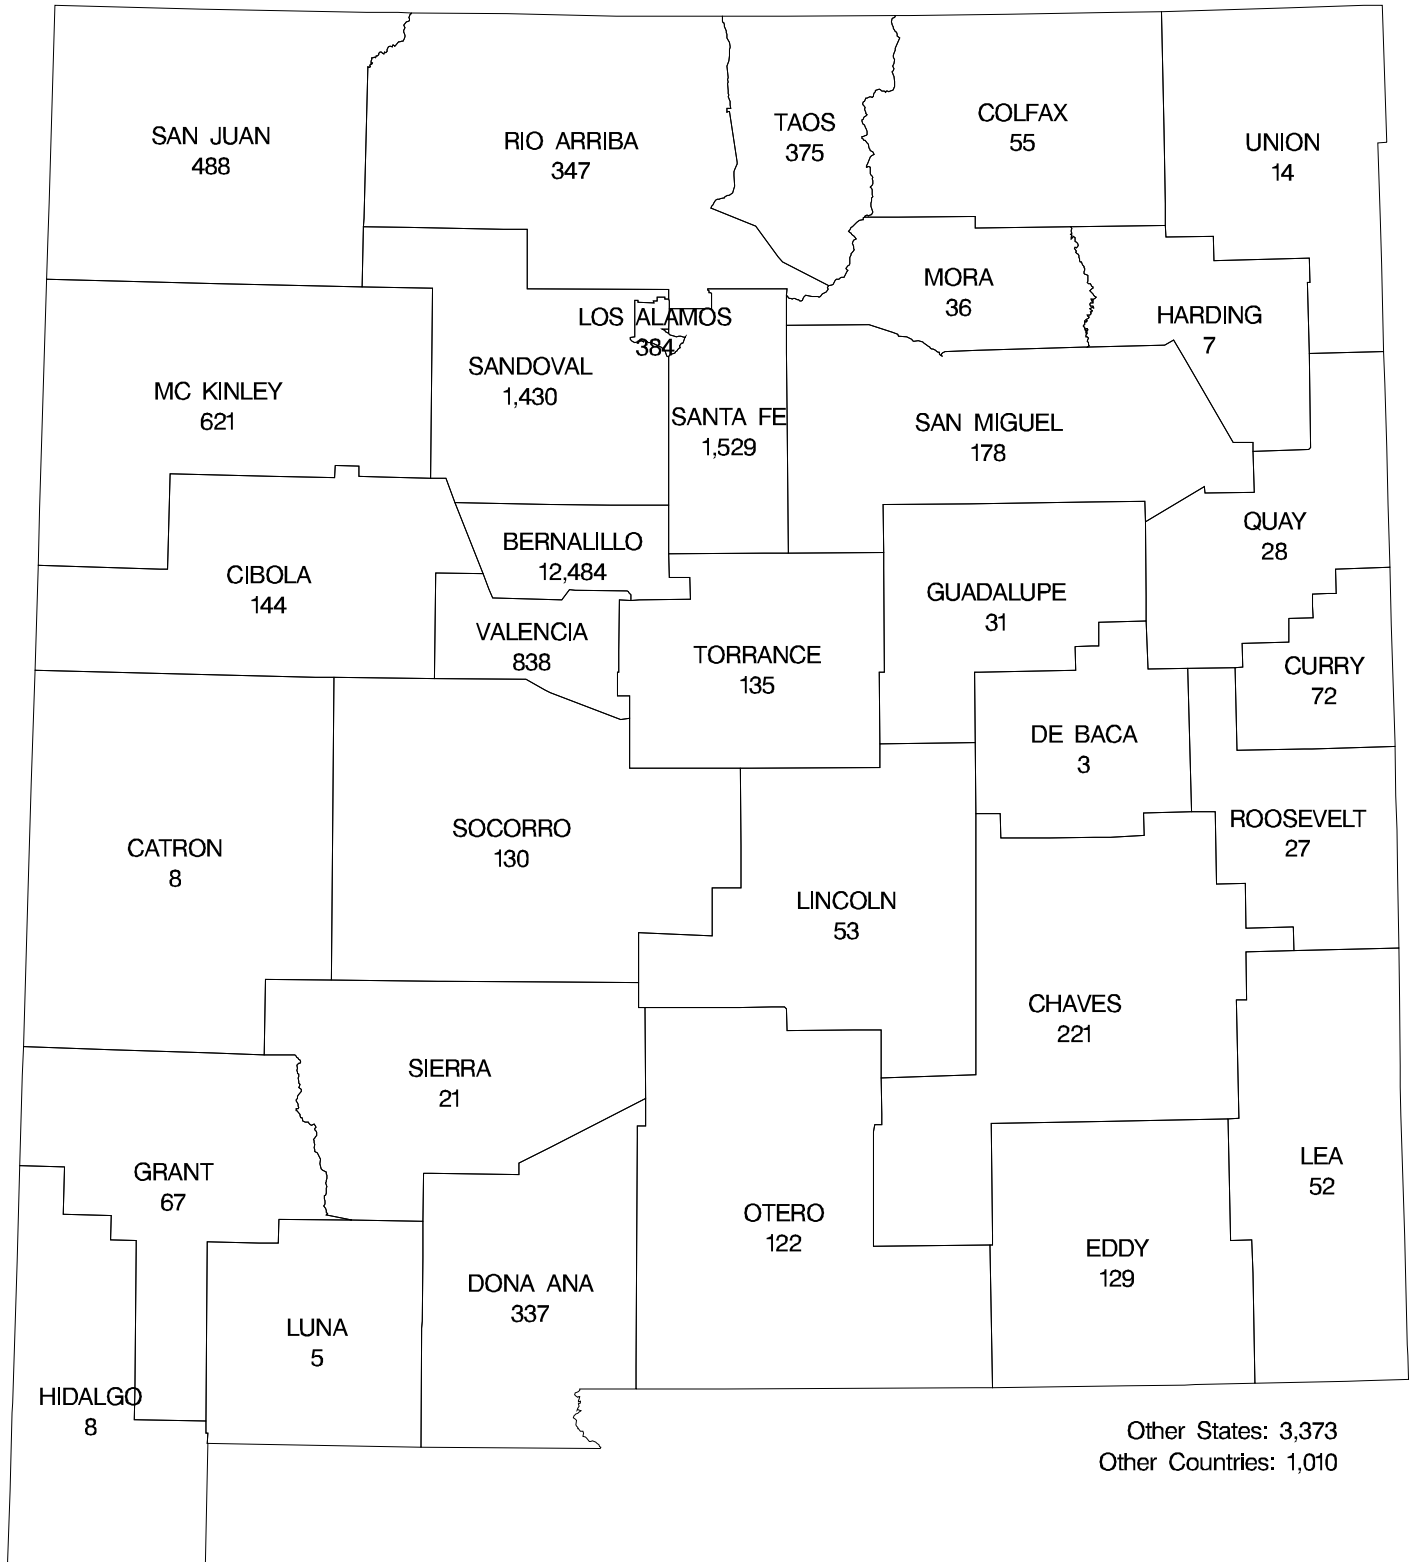 SAN JUAN
488
RIO ARRIBA
347
TAOS
375
COLFAX
55
UNION
14
MORA
36
HARDING
7
LOS ALAMOS
384
SANDOVAL
1,430
MC KINLEY
621
SANTA FE
1,529
SAN MIGUEL
178
QUAY
28
BERNALILLO
12,484
CIBOLA
144
GUADALUPE
31
VALENCIA
838
TORRANCE
135
CURRY
72
DE BACA
3
ROOSEVELT
27
SOCORRO
130
CATRON
8
LINCOLN
53
CHAVES
221
SIERRA
21
LEA
52
GRANT
67
OTERO
122
EDDY
129
DONA ANA
337
LUNA
5
HIDALGO
8
Other States: 3,373
Other Countries: 1,010